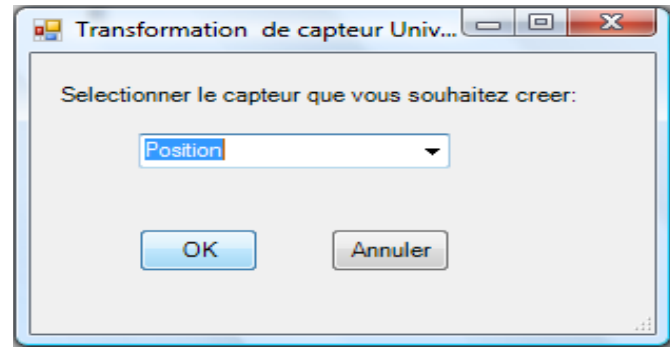 Transformation de capteur Univ...
Selectionner le capteur que vous souhaitez creer:
Position
OK
Annuler